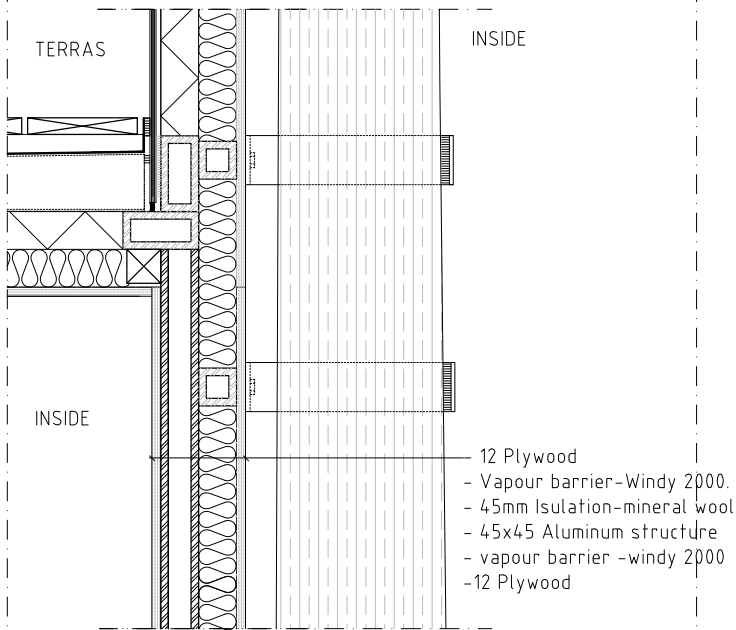 TERRAS
INSIDE
INSIDE
- 12 Plywood
- Vapour barrier-Windy 2000.
- 45mm Isulation-mineral wool
- 45x45 Aluminum structure
- vapour barrier -windy 2000
-12 Plywood